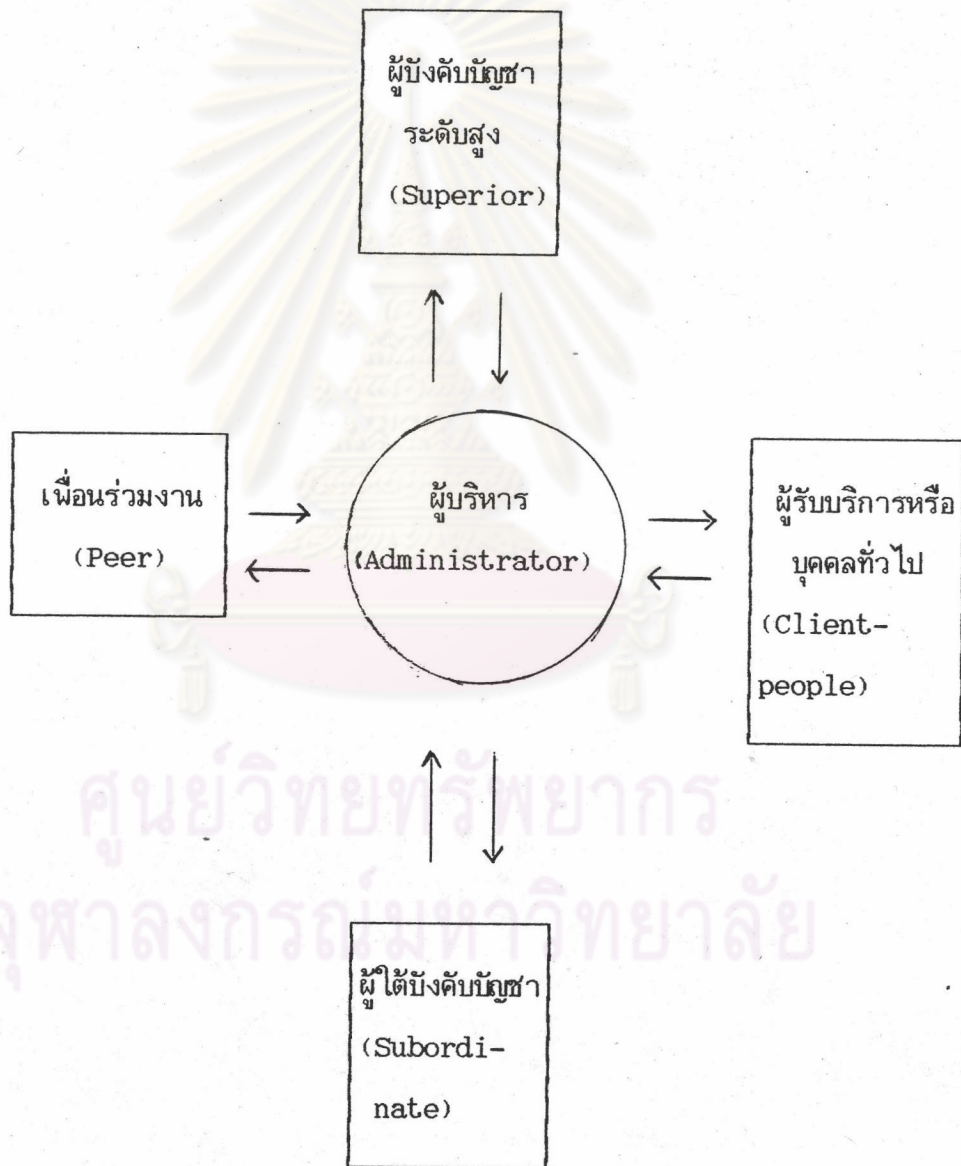 ผู้บังคับบัญชา
ระดับสูง
(Superior)
เพื่อนร่วมงาน
(Peer)
ผู้บริหาร
(Administrator)
ผู้รับบริการหรือ
บุคคลทั่วไป
(Client-
people)
ศูนย์วิทยทรัพยากร
จุฬาลงกรณ์มหาวิทยาลัย
ผู้ใต้บังคับบัญชา
(Subordi-
nate)